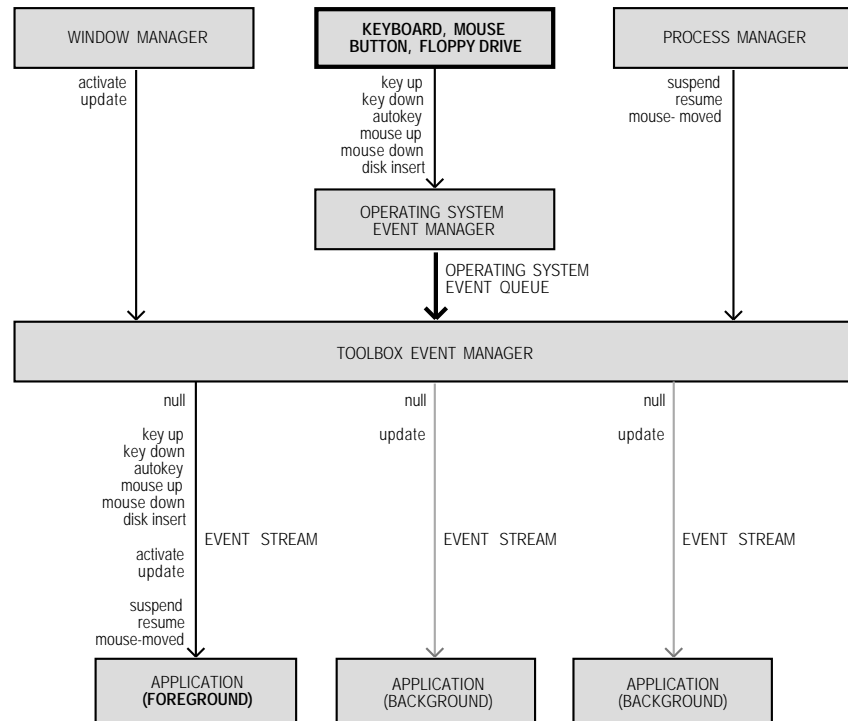 WINDOW MANAGER
KEYBOARD, MOUSE
BUTTON, FLOPPY DRIVE
PROCESS MANAGER
activate
update
key up
key down
autokey
mouse up
mouse down
disk insert
suspend
resume
mouse- moved
OPERATING SYSTEM
EVENT MANAGER
OPERATING SYSTEM
EVENT QUEUE
TOOLBOX EVENT MANAGER
null
key up
key down
autokey
mouse up
mouse down
disk insert
activate
update
suspend
resume
mouse-moved
EVENT STREAM
null
update
EVENT STREAM
null
update
EVENT STREAM
APPLICATION
(FOREGROUND)
APPLICATION
(BACKGROUND)
APPLICATION
(BACKGROUND)